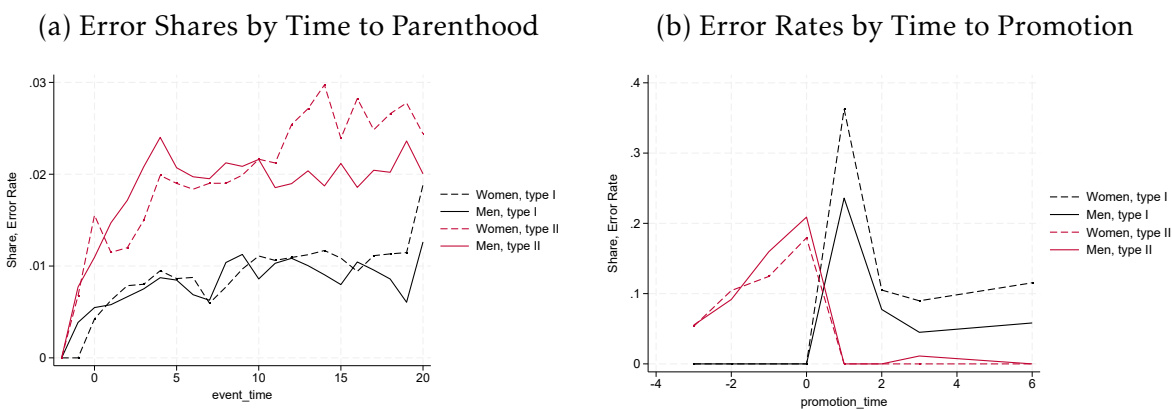 (a) Error Shares by Time to Parenthood
.03
.02
.01
0
Share, Error Rate
0
5
10
15
20
event_time
Women, type I
Men, type I
Women, type II
Men, type II
(b) Error Rates by Time to Promotion
.4
.3
.2
.1
0
Share, Error Rate
-4
-2
0
2
4
6
promotion_time
Women, type I
Men, type I
Women, type II
Men, type II